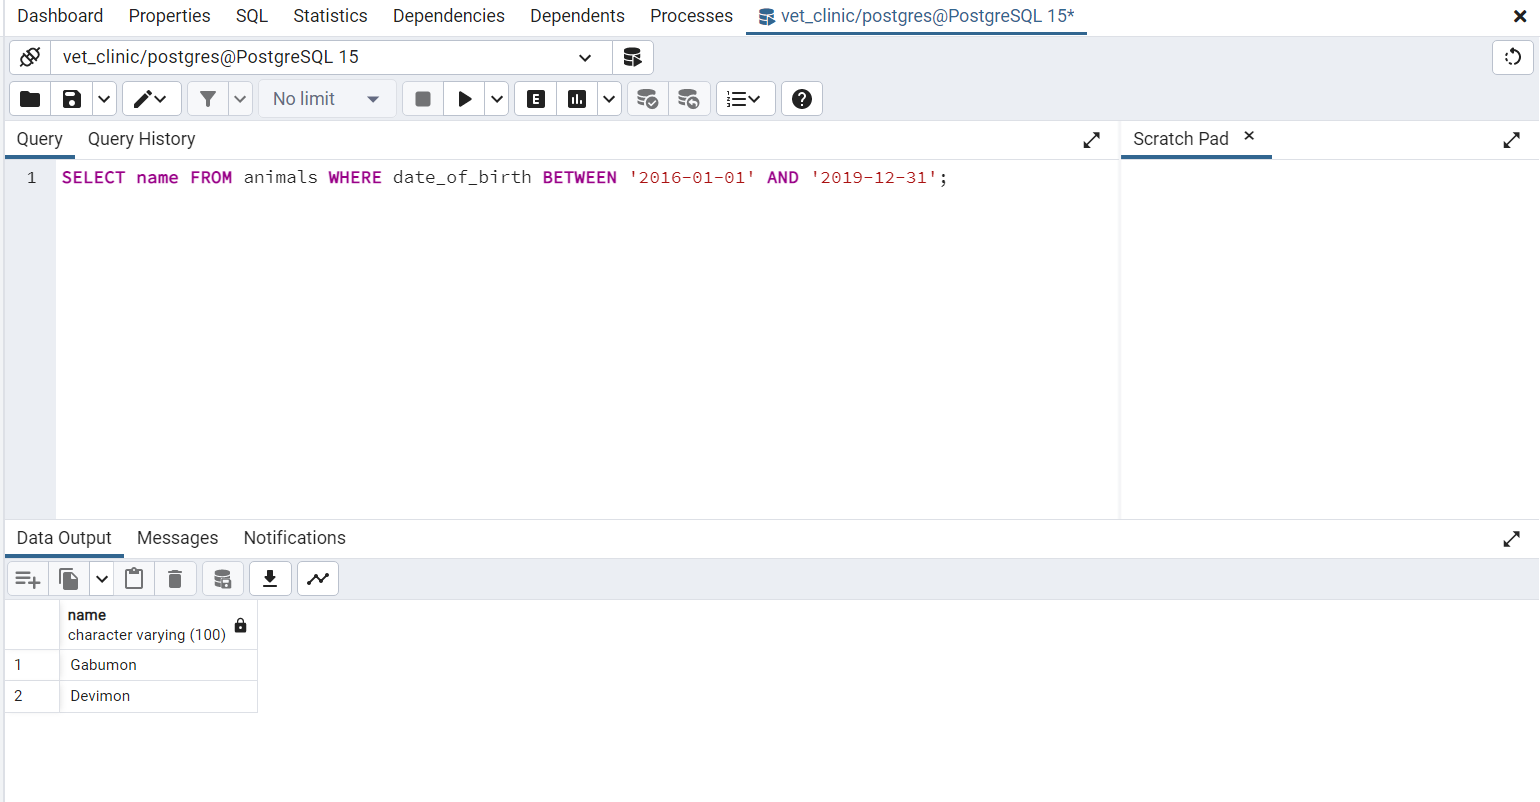 Dashboard Properties SQL Statistics Dependencies Dependents Processes vet_clinic/postgres@PostgreSQL 15*
vet_clinic/postgres@PostgreSQL 15
No limit E
Query Query History Scratch Pad
1 SELECT name FROM animals WHERE date_of_birth BETWEEN '2016-01-01' AND '2019-12-31';
Data Output Messages Notifications
name
character varying (100)
1 Gabumon
2 Devimon